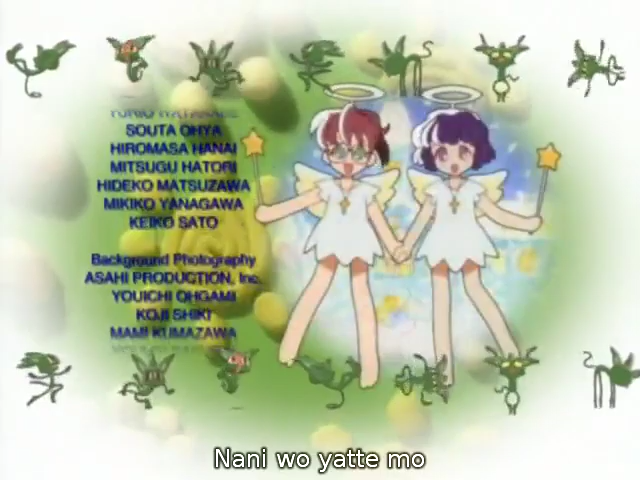 SOUTA OHYA
HIROMASA HANAI
MITSUGU HATORI
HIDEKO MATSUZAWA
MIKIKO YANAGAWA
KEIKO SATO
Background Photography
ASAHI PRODUCTION, Inc.
YOUICHI OHGAMI
KOJI SHIKI
MAMI KUMAZAWA
Nani wo yatte mo